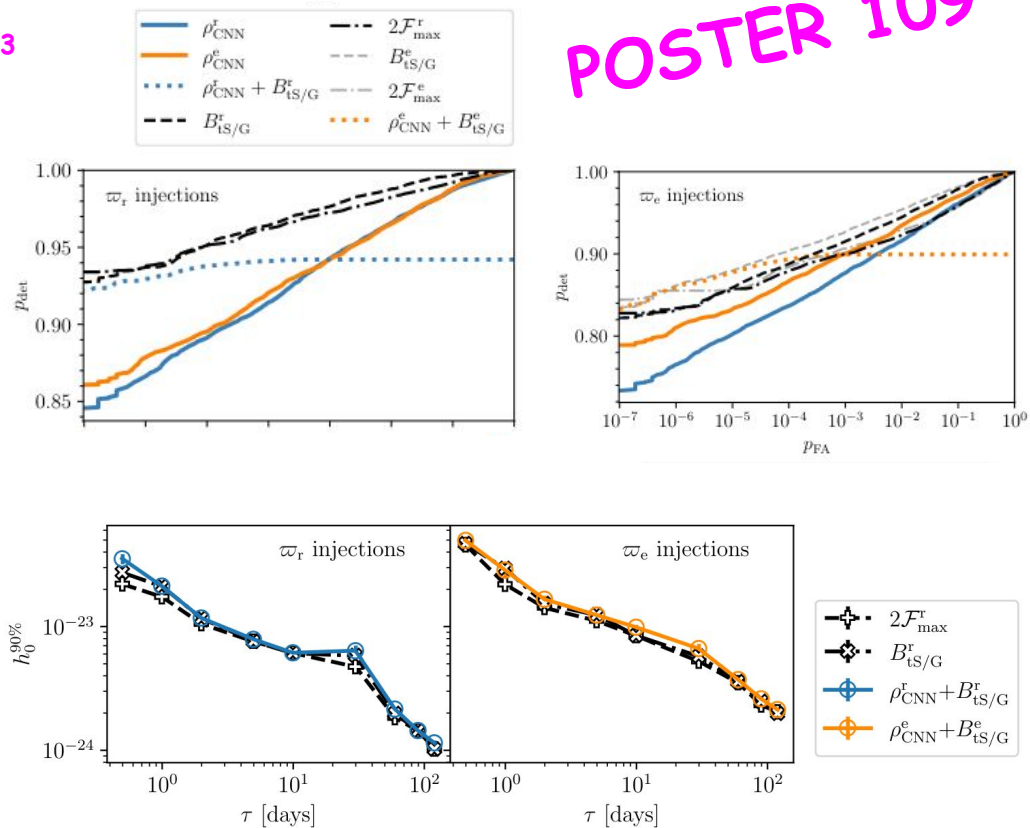 3
POSTER 109
ρ^r_CNN
ρ^e_CNN
ρ^r_CNN + B^r_tS/G
B^r_tS/G
2F^r_max
B^e_tS/G
2F^e_max
ρ^e_CNN + B^e_tS/G
ϖ_r injections
1.00
0.95
0.90
0.85
p_det
ϖ_e injections
1.00
0.90
0.80
p_det
10^−7 10^−6 10^−5 10^−4 10^−3 10^−2 10^−1 10^0
p_FA
ϖ_r injections
ϖ_e injections
h_0^90%
10^−23
10^−24
10^0 10^1 10^2
10^0 10^1 10^2
τ [days]
τ [days]
2F^r_max
B^r_tS/G
ρ^r_CNN+B^r_tS/G
ρ^e_CNN+B^e_tS/G